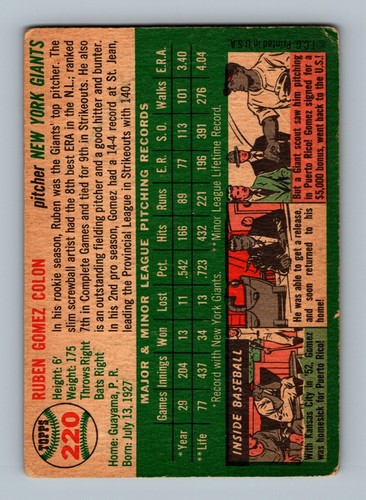 TOPPS
220
RUBEN GOMEZ COLON
pitcher NEW YORK GIANTS
Height: 6'
Weight: 175
Throws: Right
Bats: Right
Home: Guayama, P. R.
Born: July 13, 1927
In his rookie season, Ruben was the Giants' top pitcher. The
slim screwball artist had the 8th best ERA in the N.L.; ranked
7th in Complete Games and tied for 9th in Strikeouts. He also
is an outstanding fielding pitcher and a good hitter and bunter.
In his 2nd pro season, Gomez had a 14-4 record at St. Jean,
leading the Provincial League in Strikeouts with 140.
MAJOR & MINOR LEAGUE PITCHING RECORDS
Games Innings Won Lost Pct. Hits Runs E.R. S.O. Walks E.R.A.
*Year 29 204 13 11 .542 166 89 77 113 101 3.40
**Life 77 437 34 13 .723 432 221 196 391 276 4.04
*Record with New York Giants. **Minor League Lifetime Record.
INSIDE BASEBALL
With Kansas City in '52, Gomez
was homesick for Puerto Rico!
He was able to get a release,
and soon returned to his
home!
But a Giant scout saw him pitching
in Puerto Rico! Gomez signed for a
$5,000 bonus, went back to the U.S.!
T.C.G. Printed in U.S.A.